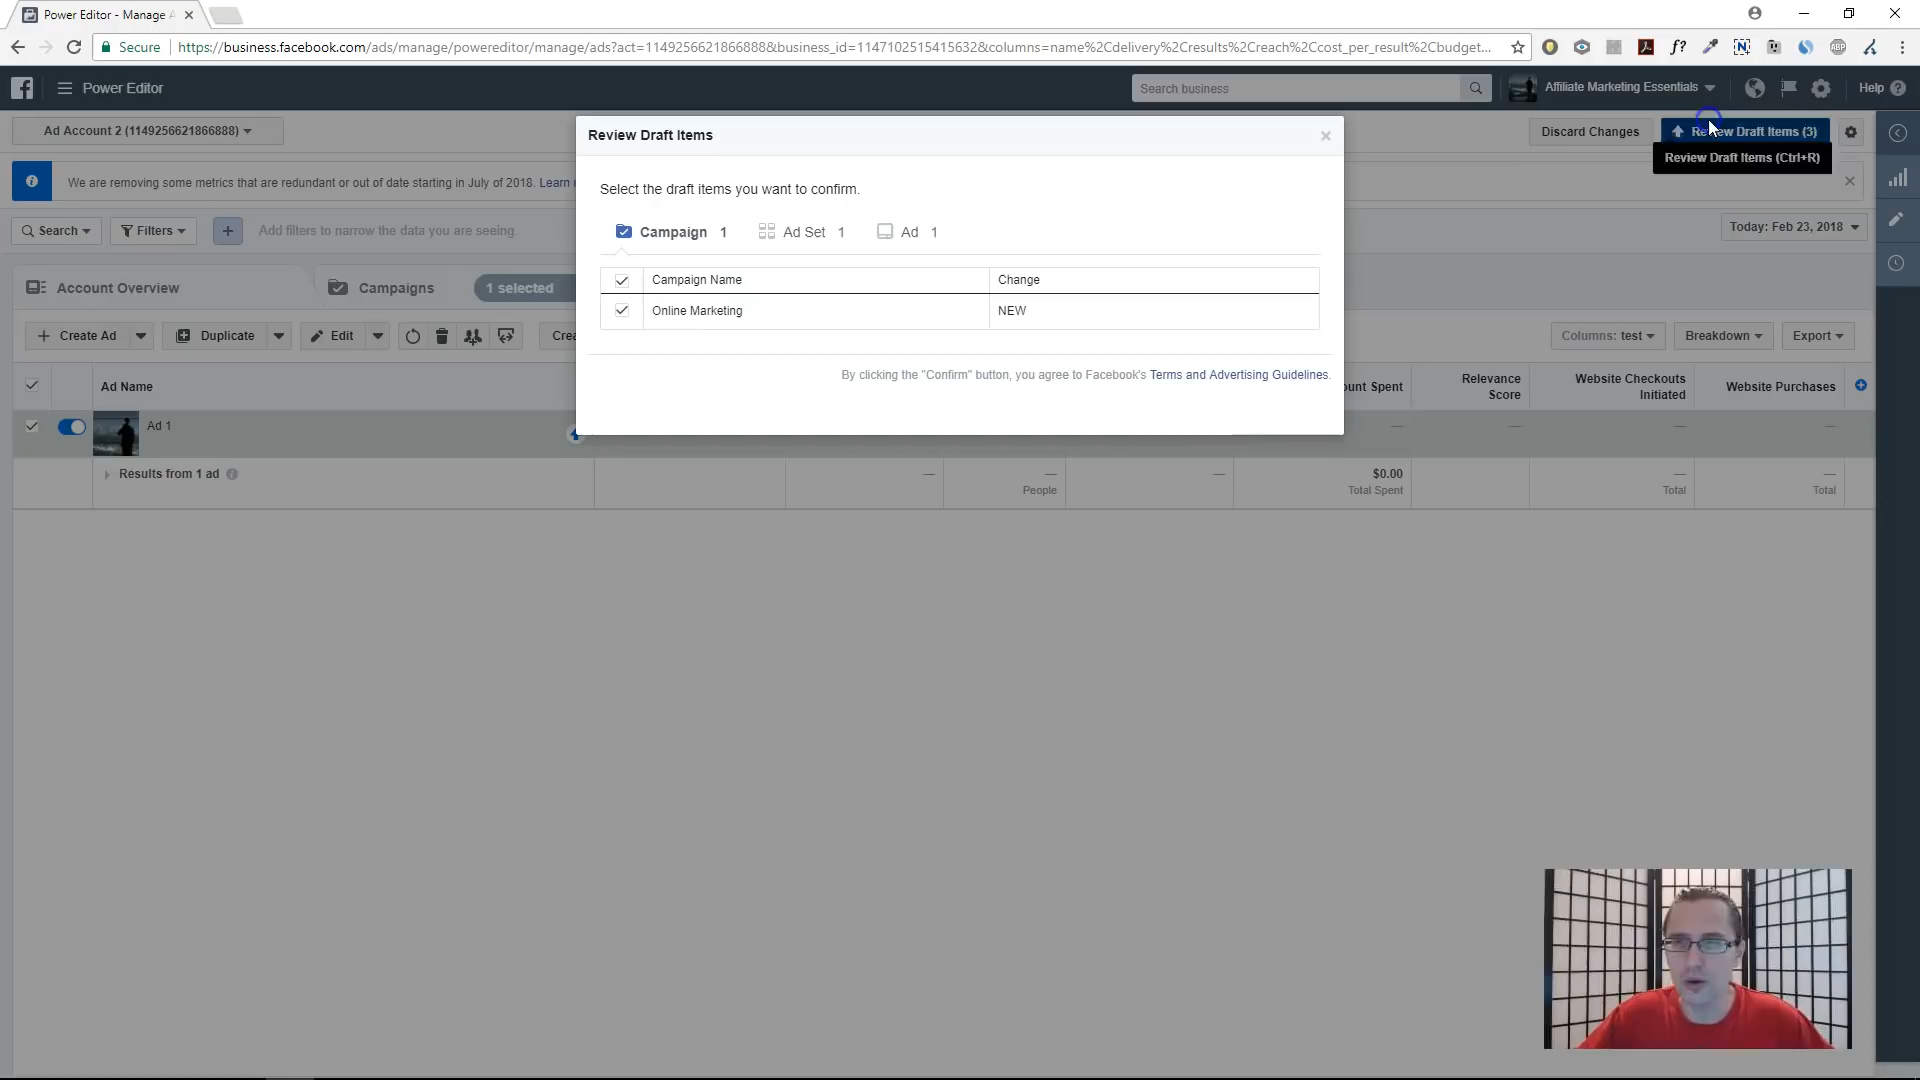 Power Editor - Manage A
Secure
https://business.facebook.com/ads/manage/powereditor/manage/ads?act=1149256621866888&business_id=1147102515415632&columns=name%2Cdelivery%2Cresults%2Creach%2Ccost_per_result%2Cbudget...
Power Editor
Search business
Affiliate Marketing Essentials
Help
Ad Account 2 (1149256621866888)
Discard Changes
Review Draft Items (3)
Review Draft Items (Ctrl+R)
We are removing some metrics that are redundant or out of date starting in July of 2018. Learn
Search
Filters
Add filters to narrow the data you are seeing.
Today: Feb 23, 2018
Account Overview
Campaigns
1 selected
Create Ad
Duplicate
Edit
Columns: test
Breakdown
Export
Ad Name
Amount Spent
Relevance Score
Website Checkouts Initiated
Website Purchases
Ad 1
Results from 1 ad
People
$0.00
Total Spent
Total
Total
Review Draft Items
Select the draft items you want to confirm.
Campaign 1
Ad Set 1
Ad 1
Campaign Name
Change
Online Marketing
NEW
By clicking the "Confirm" button, you agree to Facebook's Terms and Advertising Guidelines.